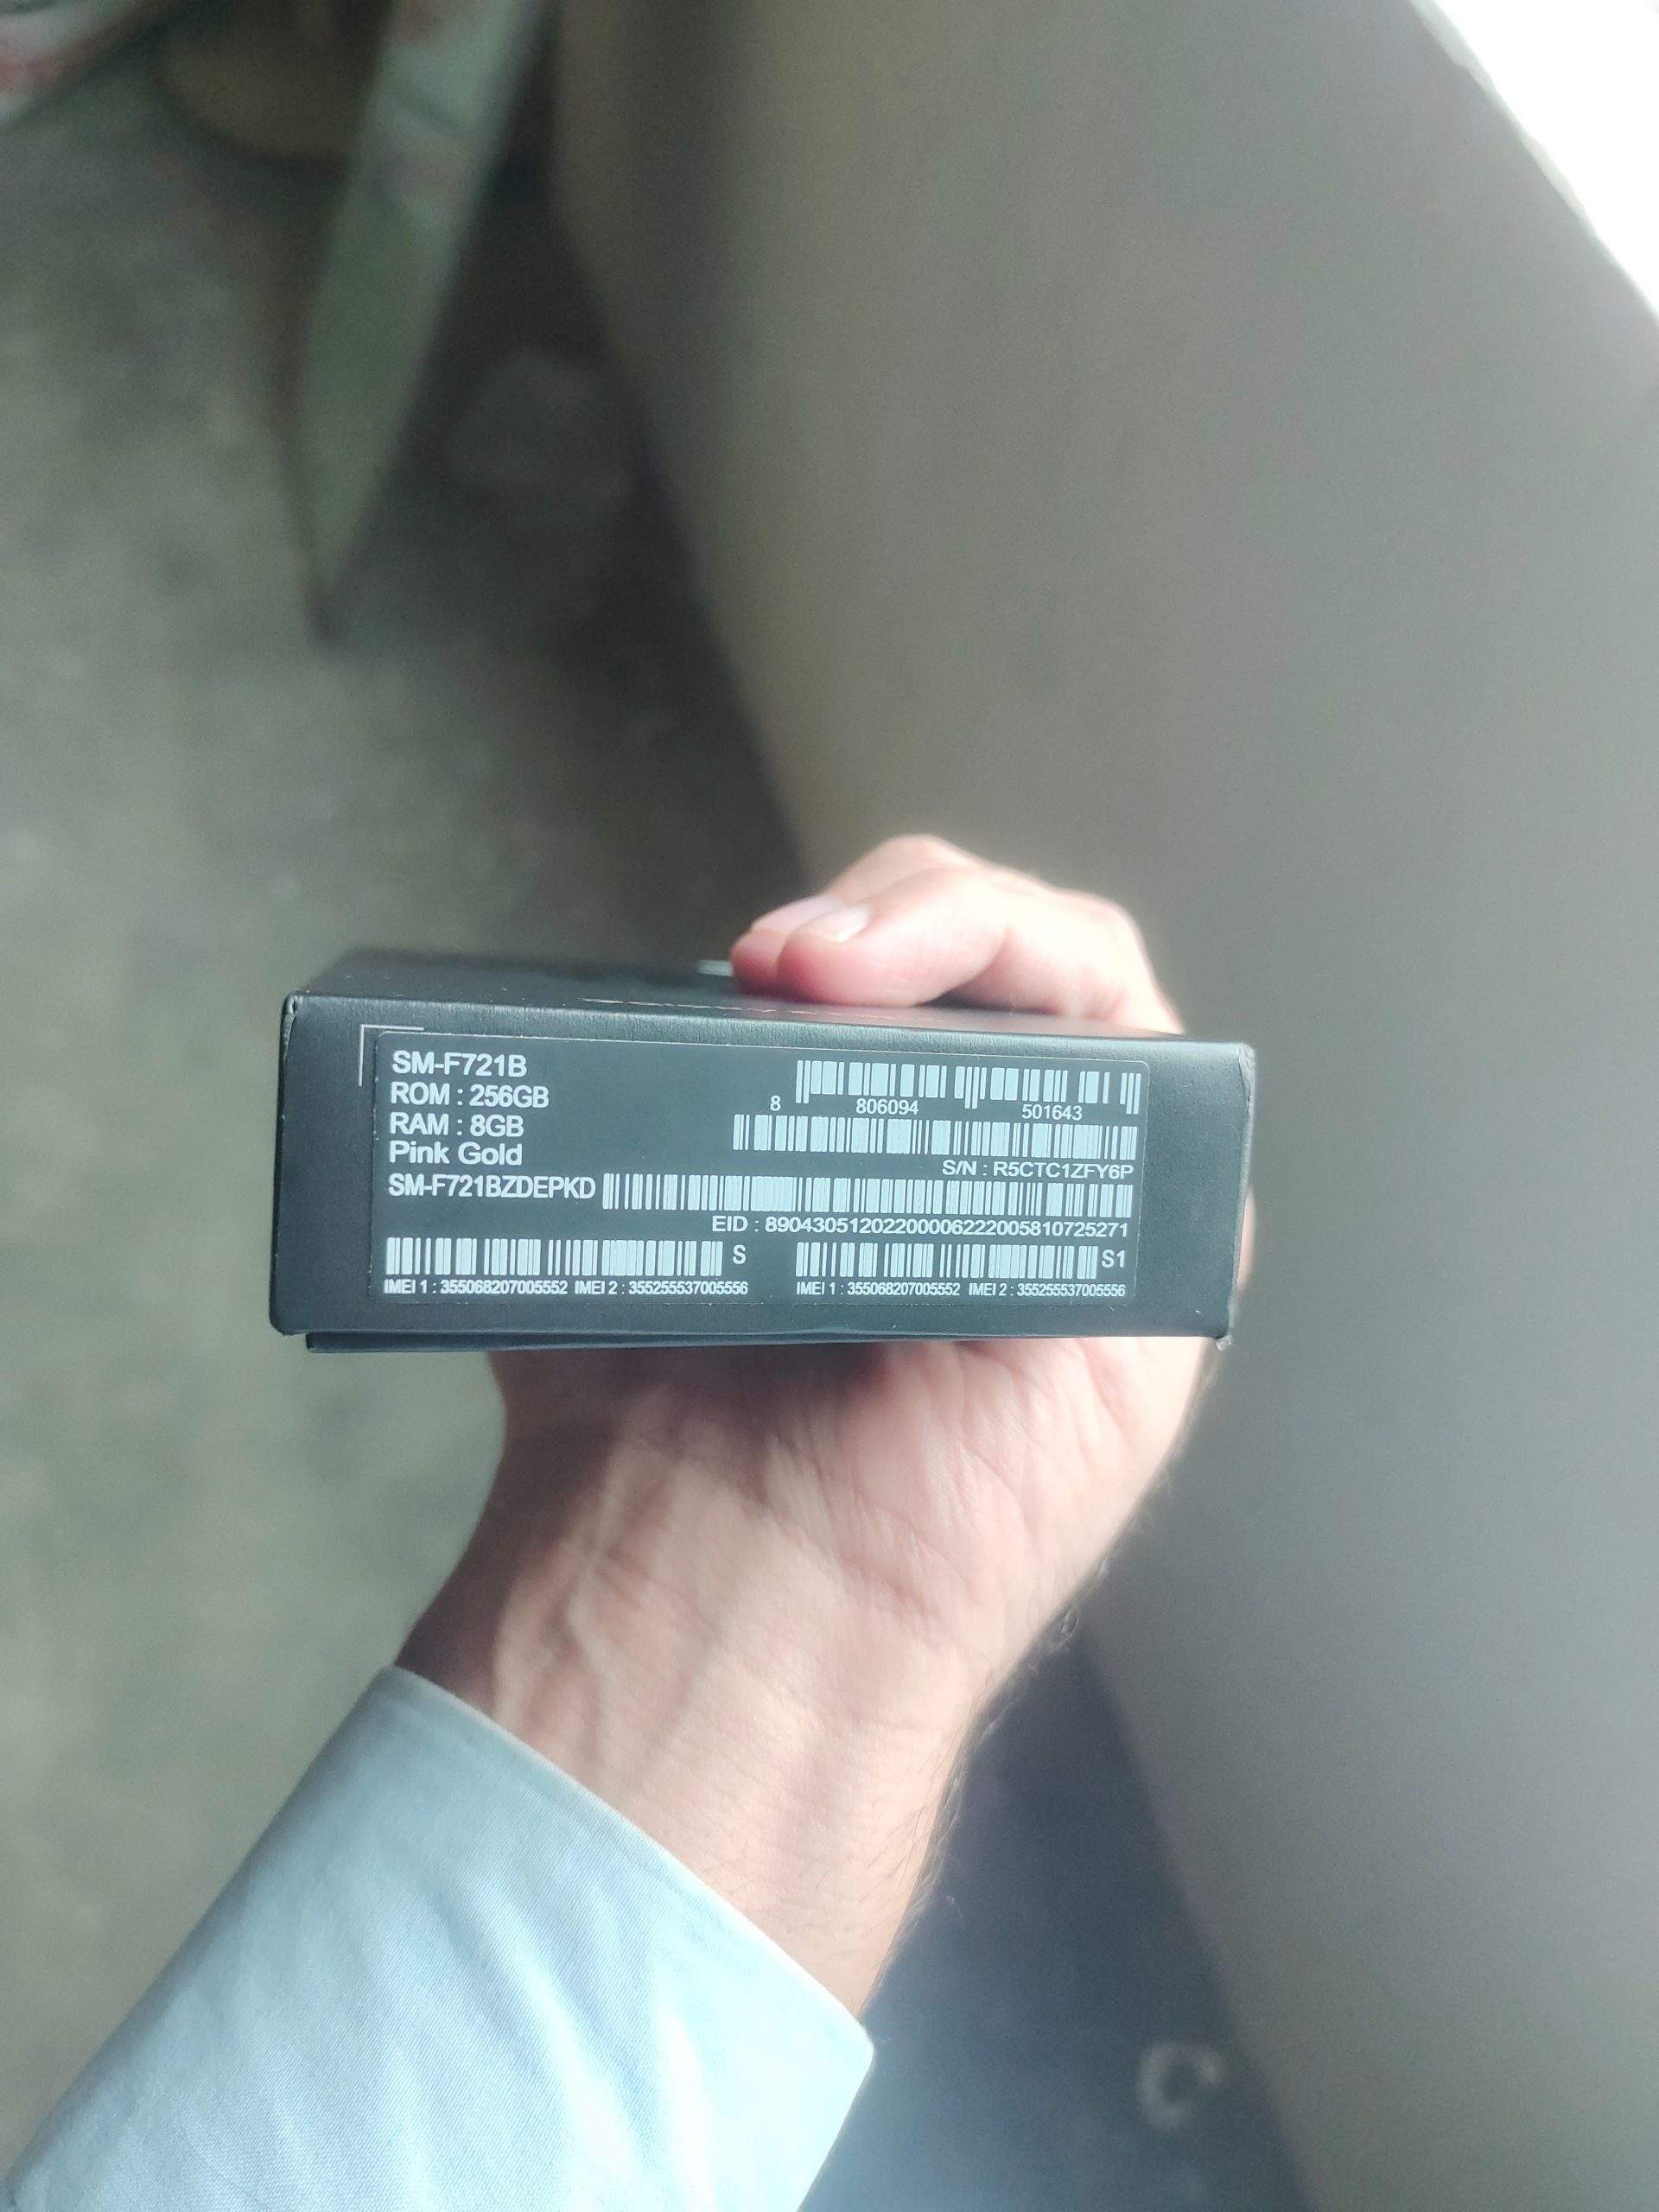 SM-F721B
ROM : 256GB
RAM : 8GB
Pink Gold
8 806094 501643
S/N : R5CTC1ZFY6P
SM-F721BZDEPKD
EID : 89043051202200006222005810725271
S
S1
IMEI 1 : 355068207005552 IMEI 2 : 355255537005556
IMEI 1 : 355068207005552 IMEI 2 : 355255537005556
C